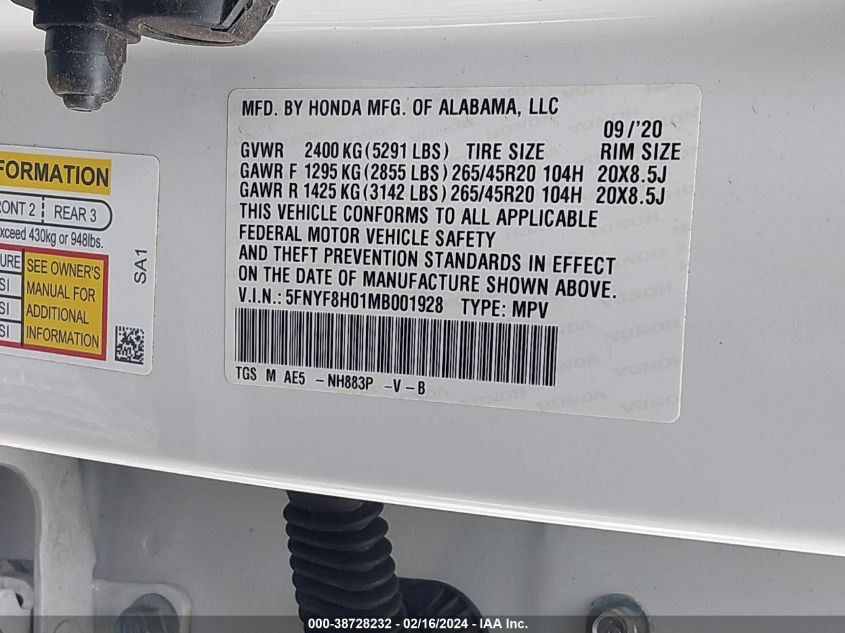 MFD. BY HONDA MFG. OF ALABAMA, LLC
09/'20
GVWR 2400 KG (5291 LBS) TIRE SIZE RIM SIZE
GAWR F 1295 KG (2855 LBS) 265/45R20 104H 20X8.5J
GAWR R 1425 KG (3142 LBS) 265/45R20 104H 20X8.5J
THIS VEHICLE CONFORMS TO ALL APPLICABLE
FEDERAL MOTOR VEHICLE SAFETY
AND THEFT PREVENTION STANDARDS IN EFFECT
ON THE DATE OF MANUFACTURE SHOWN ABOVE.
V.I.N.: 5FNYF8H01MB001928 TYPE: MPV
TGS M AE5 -NH883P -V-B
FORMATION
RONT 2 REAR 3
xceed 430kg or 948lbs.
URE
SI
SI
SI
SEE OWNER'S
MANUAL FOR
ADDITIONAL
INFORMATION
SA1
000-38728232 - 02/16/2024 - IAA Inc.